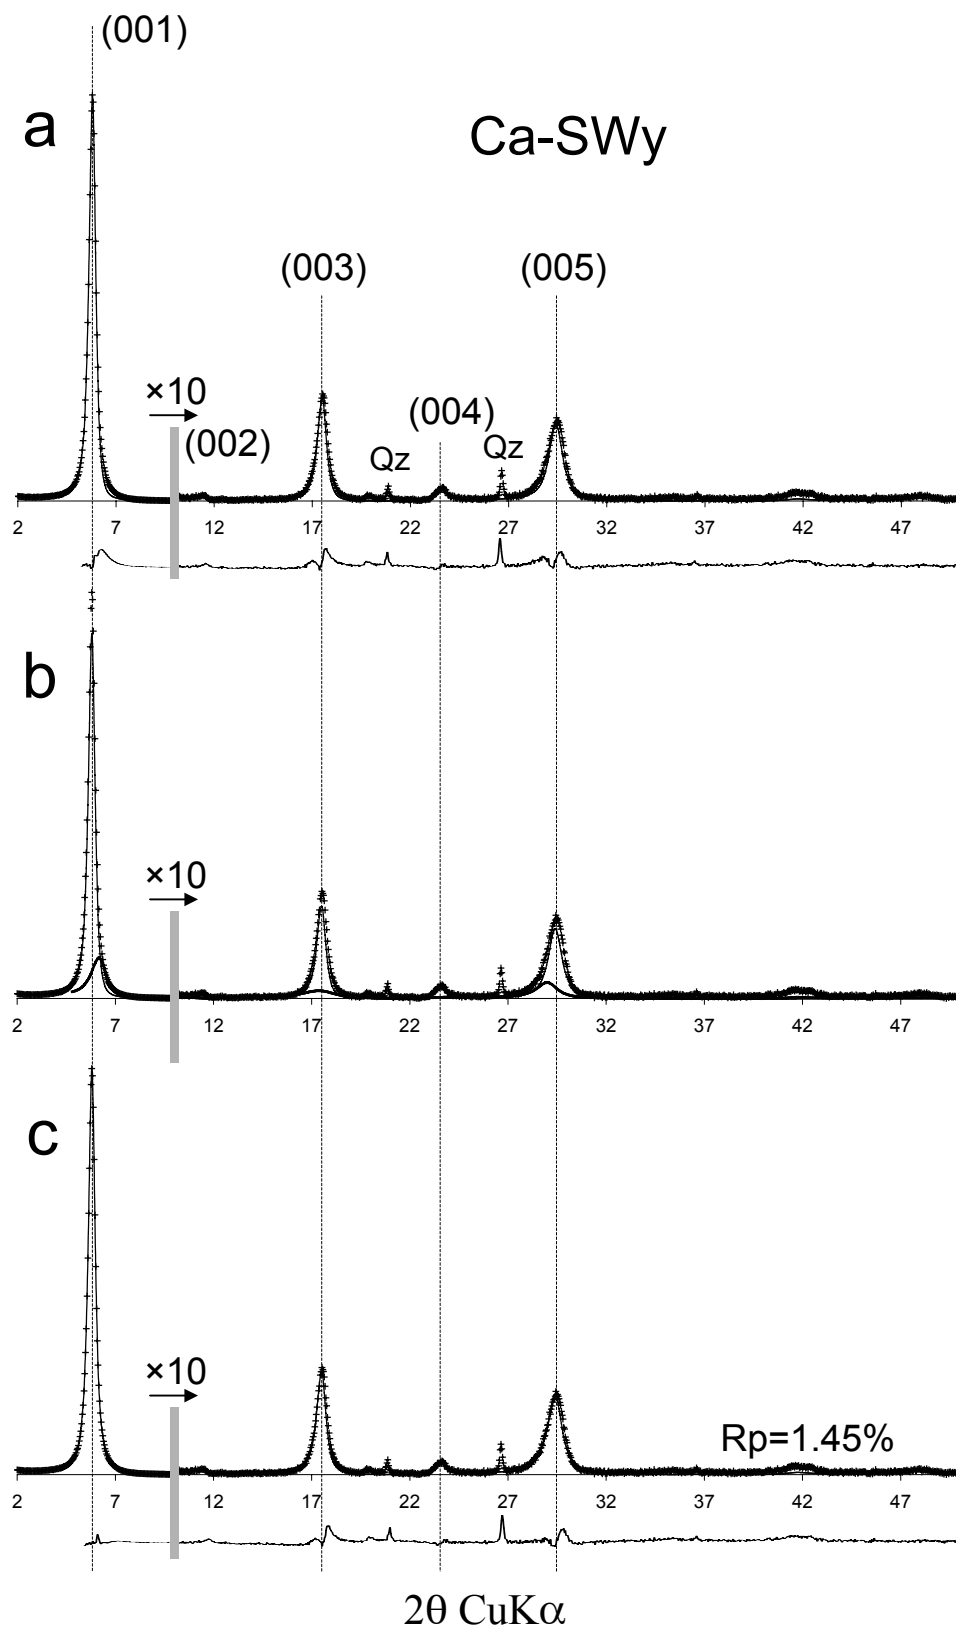 (001)
a
Ca-SWy
(003)
(005)
×10
(002)
(004)
Qz
Qz
2 7 12 17 22 27 32 37 42 47
b
×10
2 7 12 17 22 27 32 37 42 47
c
×10
Rp=1.45%
2 7 12 17 22 27 32 37 42 47
2θ CuKα